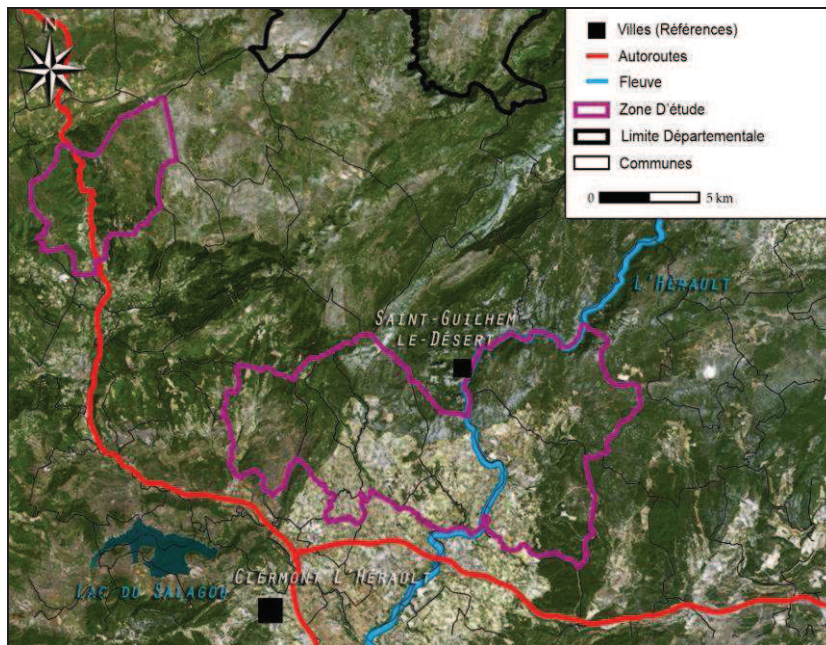 N
Villes (Références)
Autoroutes
Fleuve
Zone D'étude
Limite Départementale
Communes
0 5 km
L'Hérault
Saint-Guilhem
le-Désert
Clermont l'Hérault
Lac du Salagou